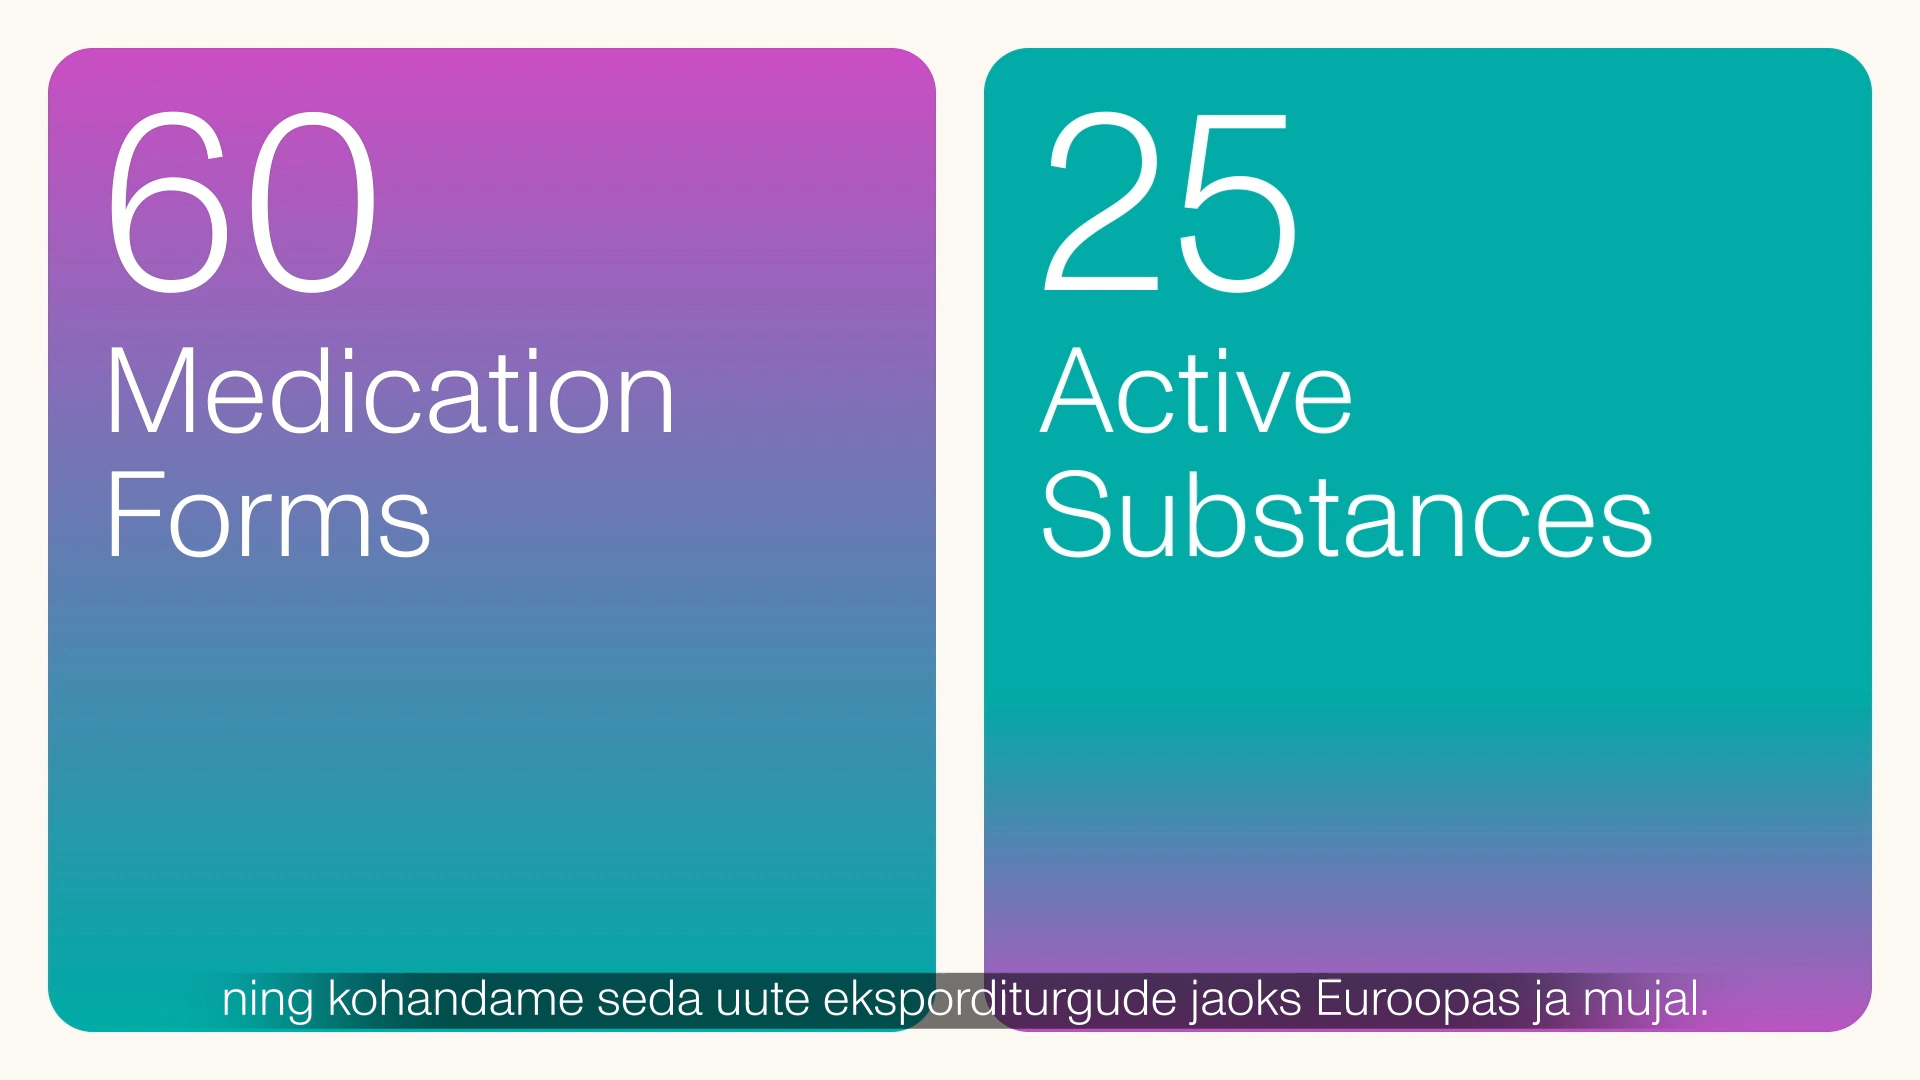 60
Medication
Forms
25
Active
Substances
ning kohandame seda uute eksporditurgude jaoks Euroopas ja mujal.